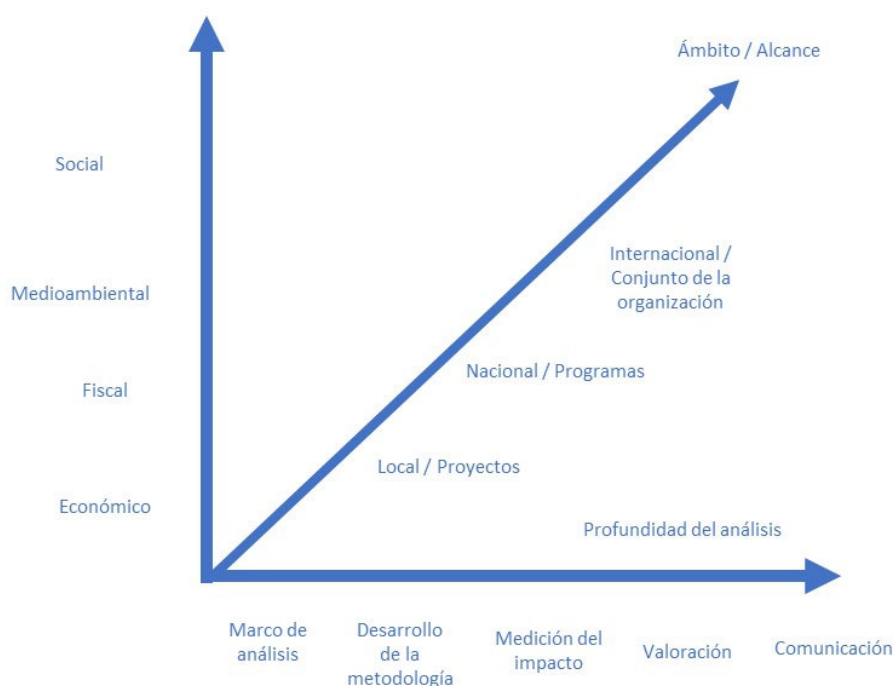 Ámbito / Alcance
Social
Internacional /
Conjunto de la
organización
Medioambiental
Nacional / Programas
Fiscal
Local / Proyectos
Económico
Profundidad del análisis
Marco de
análisis
Desarrollo
de la
metodología
Medición del
impacto
Valoración
Comunicación